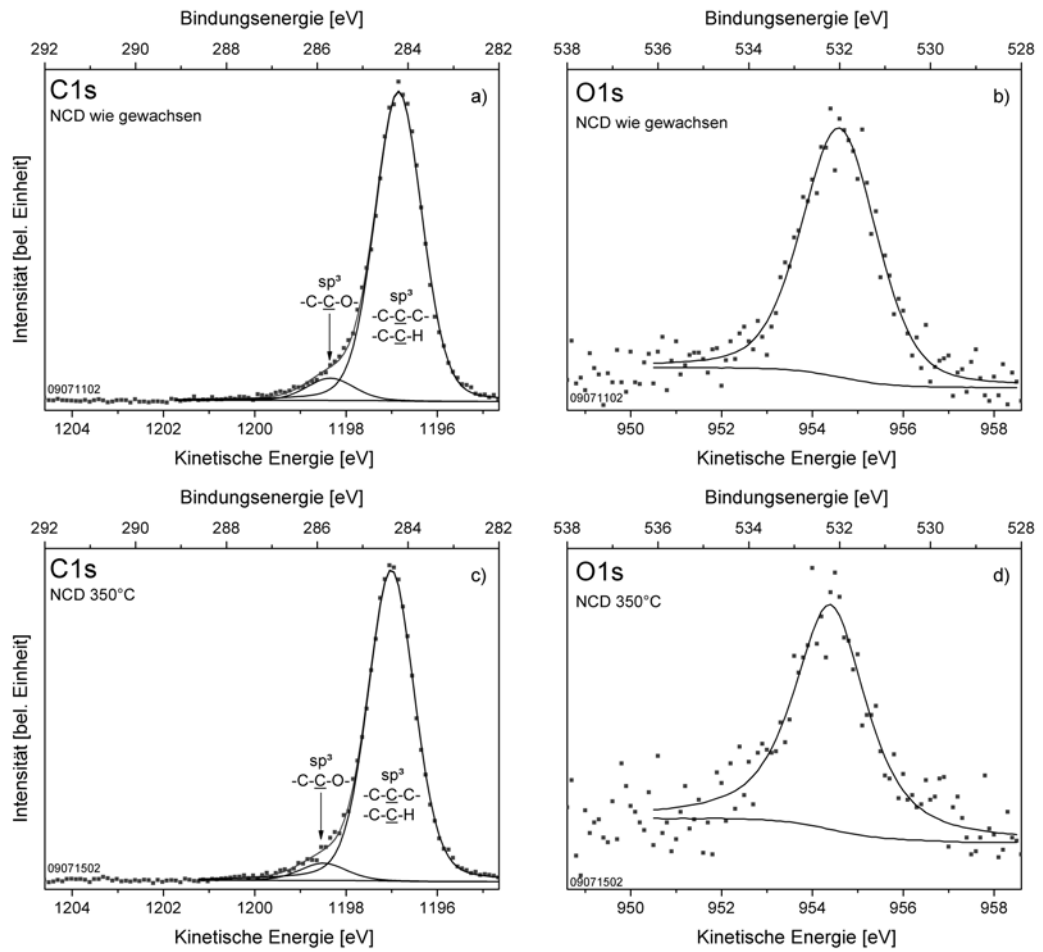 Bindungsenergie [eV]
292 290 288 286 284 282
C1s
a)
NCD wie gewachsen
sp³
-C-C-O-
sp³
-C-C-C-
-C-C-H
09071102
Intensität [bel. Einheit]
1204 1202 1200 1198 1196
Kinetische Energie [eV]
Bindungsenergie [eV]
538 536 534 532 530 528
O1s
b)
NCD wie gewachsen
09071102
950 952 954 956 958
Kinetische Energie [eV]
Bindungsenergie [eV]
292 290 288 286 284 282
C1s
c)
NCD 350°C
sp³
-C-C-O-
sp³
-C-C-C-
-C-C-H
09071502
Intensität [bel. Einheit]
1204 1202 1200 1198 1196
Kinetische Energie [eV]
Bindungsenergie [eV]
538 536 534 532 530 528
O1s
d)
NCD 350°C
09071502
950 952 954 956 958
Kinetische Energie [eV]